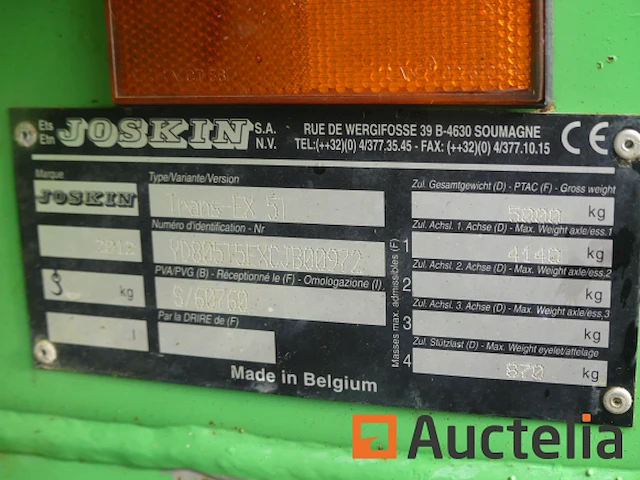 Ets
Etn
JOSKIN S.A.
N.V.
RUE DE WERGIFOSSE 39 B-4630 SOUMAGNE
TEL:(++32)(0) 4/377.35.45 - FAX: (++32)(0) 4/377.10.15
CE
Marque
JOSKIN
Type/Variante/Version
Trans-EX 5T
Numéro d'identification - Nr
PVA/PVG (B) - Réceptionné le (F) - Omologazione (I)
S/60760
Par la DRIRE de (F)
2012
kg
Made in Belgium
Masses max. admissibles (F)
Zul. Gesamtgewicht (D) - PTAC (F) - Gross weight
5000 kg
Zul. Achsl. 1. Achse (D) - Max. Weight axle/ess.1
1 4140 kg
Zul. Achsl. 2. Achse (D) - Max. Weight axle/ess.2
2 kg
Zul. Achsl. 3. Achse (D) - Max. Weight axle/ess.3
3 kg
Zul. Stützlast (D) - Max. Weight eyelet/attelage
4 870 kg
Auctelia